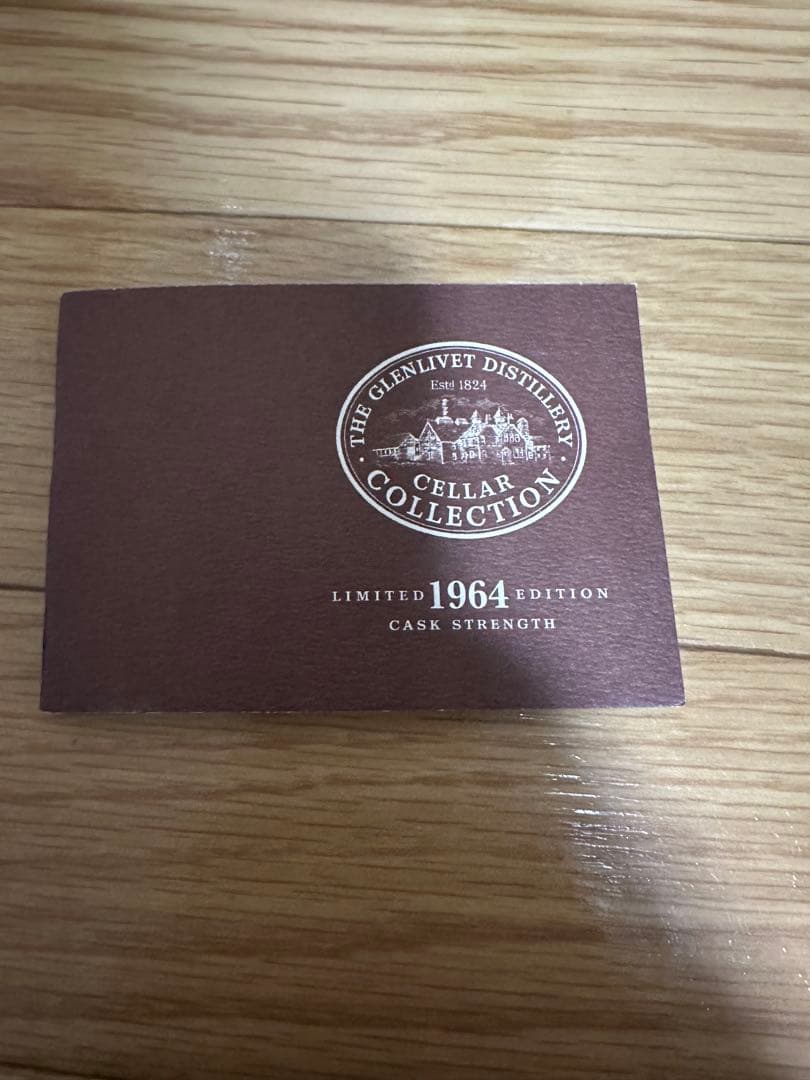 THE GLENLIVET DISTILLERY
Estd 1824
CELLAR
COLLECTION
LIMITED 1964 EDITION
CASK STRENGTH